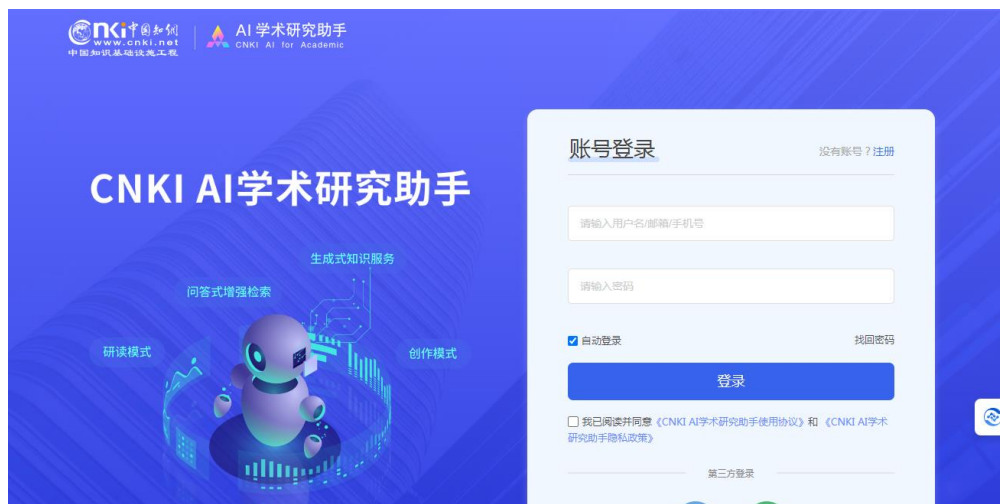 cnki中国知网
www.cnki.net
中国知识基础设施工程
AI 学术研究助手
CNKI AI for Academic
CNKI AI学术研究助手
生成式知识服务
问答式增强检索
研读模式
创作模式
账号登录
没有账号？注册
请输入用户名/邮箱/手机号
请输入密码
自动登录
找回密码
登录
我已阅读并同意《CNKI AI学术研究助手使用协议》和 《CNKI AI学术
研究助手隐私政策》
第三方登录